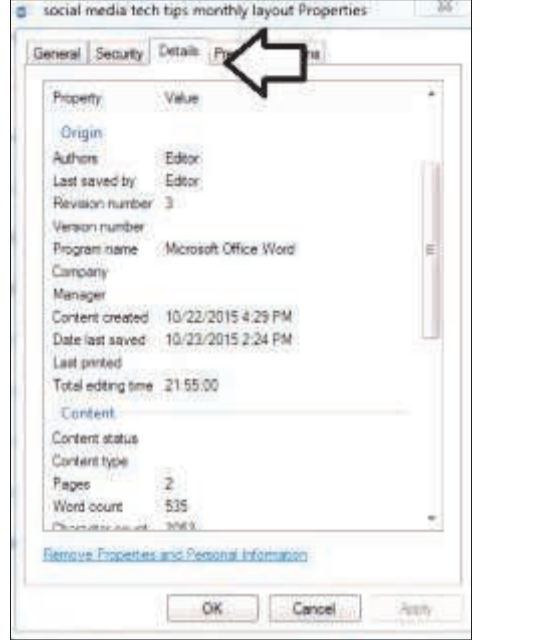 social media tech tips monthly layout Properties
General Security Details
Property Value
Origin
Authors Editor
Last saved by Editor
Revision number 3
Version number
Program name Microsoft Office Word
Company
Manager
Content created 10/22/2015 4:29 PM
Date last saved 10/23/2015 2:24 PM
Last printed
Total editing time 21:55:00
Content
Content status
Content type
Pages 2
Word count 535
Remove Properties and Personal Information
OK Cancel Apply